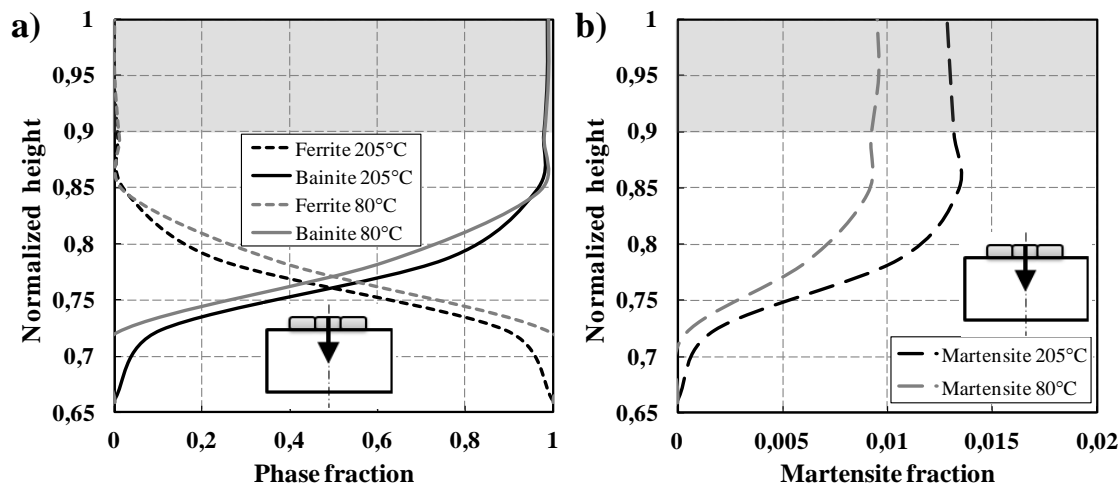 a)
Normalized height
1
0,95
0,9
0,85
0,8
0,75
0,7
0,65
0
0,2
0,4
0,6
0,8
1
Phase fraction
Ferrite 205°C
Bainite 205°C
Ferrite 80°C
Bainite 80°C
b)
Normalized height
1
0,95
0,9
0,85
0,8
0,75
0,7
0,65
0
0,005
0,01
0,015
0,02
Martensite fraction
Martensite 205°C
Martensite 80°C